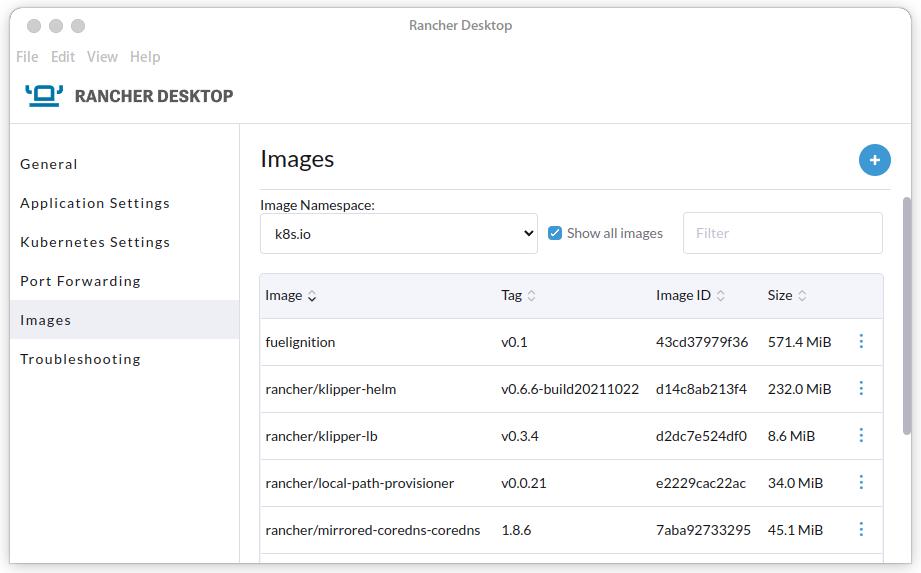 Rancher Desktop
File Edit View Help
RANCHER DESKTOP
General
Application Settings
Kubernetes Settings
Port Forwarding
Images
Troubleshooting
Images
Image Namespace:
k8s.io Show all images Filter
Image Tag Image ID Size
fuelignition v0.1 43cd37979f36 571.4 MiB
rancher/klipper-helm v0.6.6-build20211022 d14c8ab213f4 232.0 MiB
rancher/klipper-lb v0.3.4 d2dc7e524df0 8.6 MiB
rancher/local-path-provisioner v0.0.21 e2229cac22ac 34.0 MiB
rancher/mirrored-coredns-coredns 1.8.6 7aba92733295 45.1 MiB